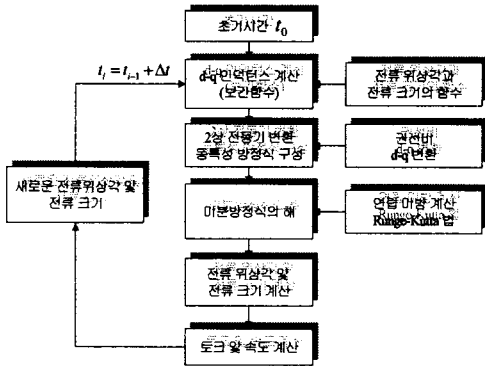 초기시간 t₀
tᵢ = tᵢ₋₁ + Δt
d-q 인덕턴스 계산
(보간함수)
전류 위상각과
전류 크기의 함수
2상 전동기 변환
동특성 방정식 구성
권선비,
d-q 변환
새로운 전류위상각 및
전류 크기
미분방정식의 해
연립 미방 계산
Runge-Kutta 법
전류 위상각 및
전류 크기 계산
토크 및 속도 계산